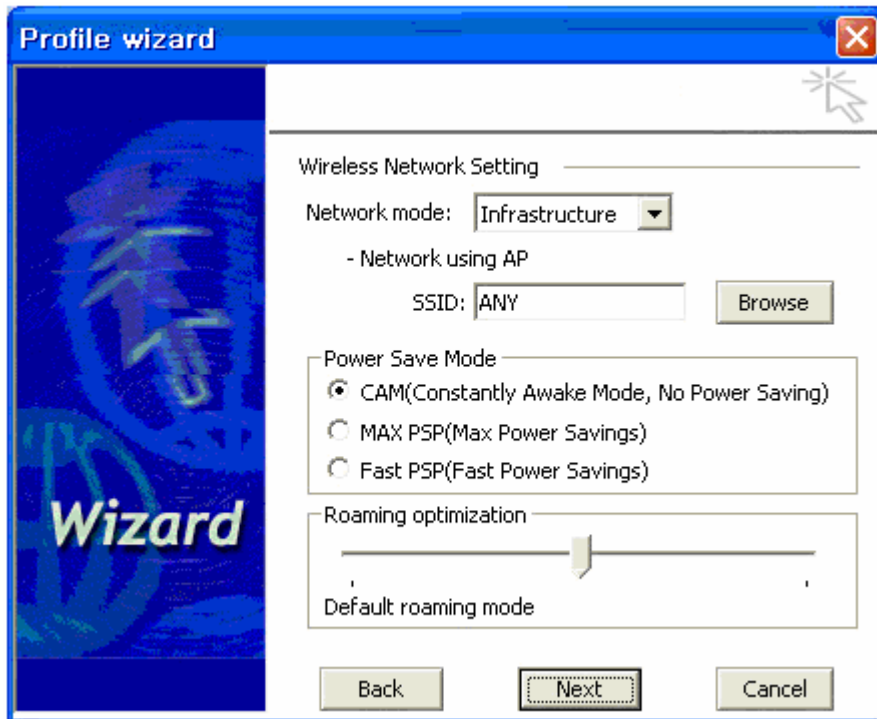 Profile wizard
Wireless Network Setting
Network mode: Infrastructure
- Network using AP
SSID: ANY Browse
Power Save Mode
CAM(Constantly Awake Mode, No Power Saving)
MAX PSP(Max Power Savings)
Fast PSP(Fast Power Savings)
Wizard
Roaming optimization
Default roaming mode
Back Next Cancel